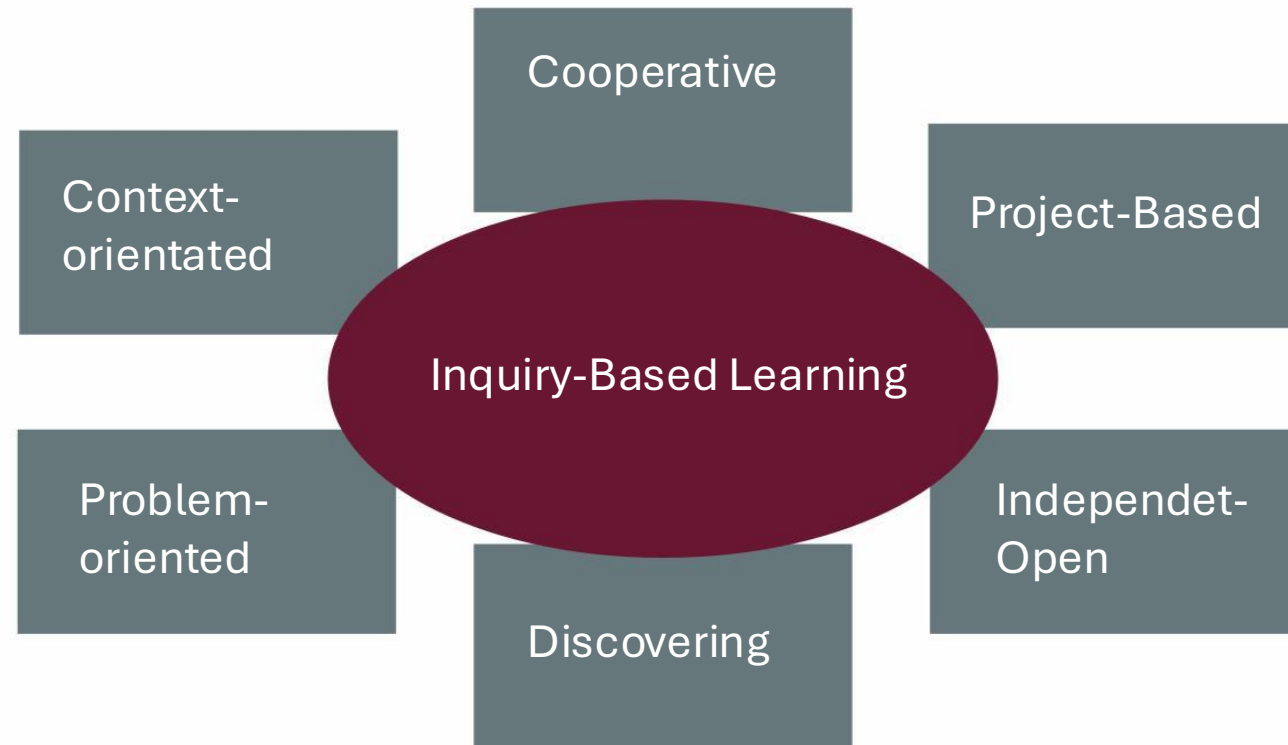 Cooperative
Context-
orientated
Project-Based
Inquiry-Based Learning
Problem-
oriented
Independet-
Open
Discovering